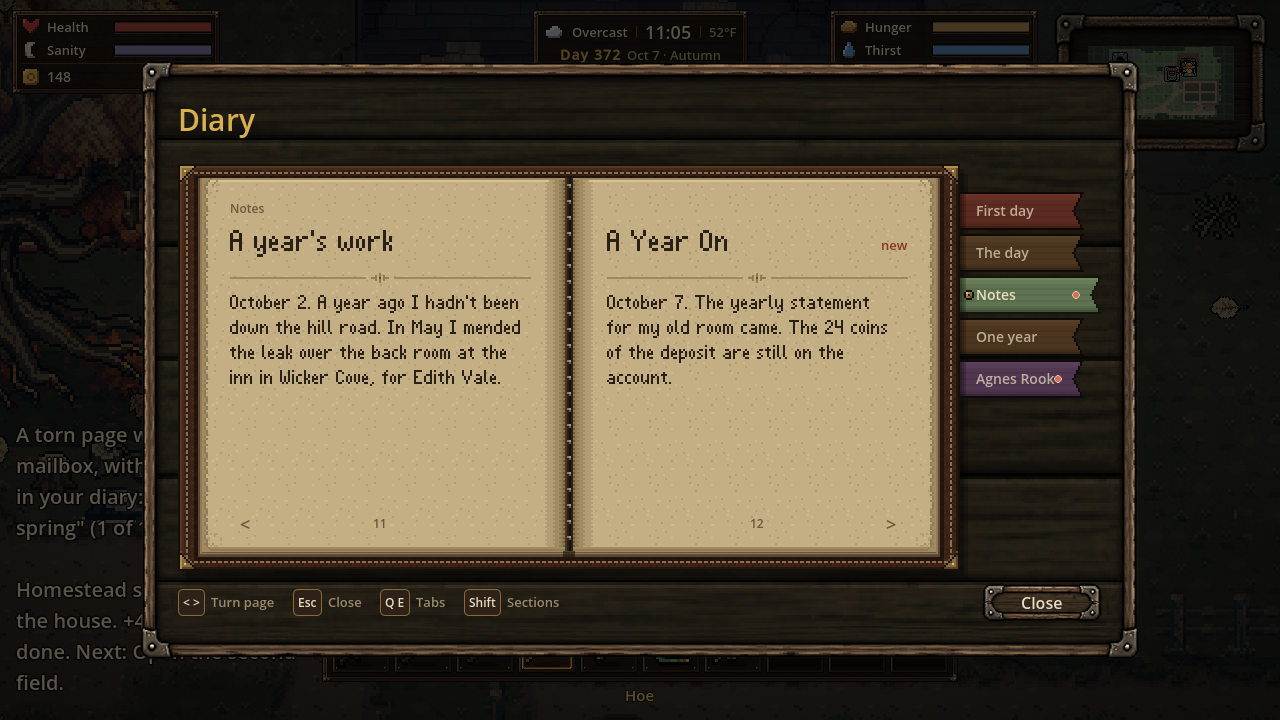 Health
Sanity
148
Overcast 11:05 52°F
Day 372 Oct 7 · Autumn
Hunger
Thirst
Diary
Notes
A year's work
October 2. A year ago I hadn't been
down the hill road. In May I mended
the leak over the back room at the
inn in Wicker Cove, for Edith Vale.
< 11
A Year On
new
October 7. The yearly statement
for my old room came. The 24 coins
of the deposit are still on the
account.
12 >
First day
The day
Notes
One year
Agnes Rook
A torn page
mailbox, with
in your diary:
spring" (1 of
Homestead
the house.
done. Next: the second
field.
< > Turn page
Esc Close
Q E Tabs
Shift Sections
Close
Hoe